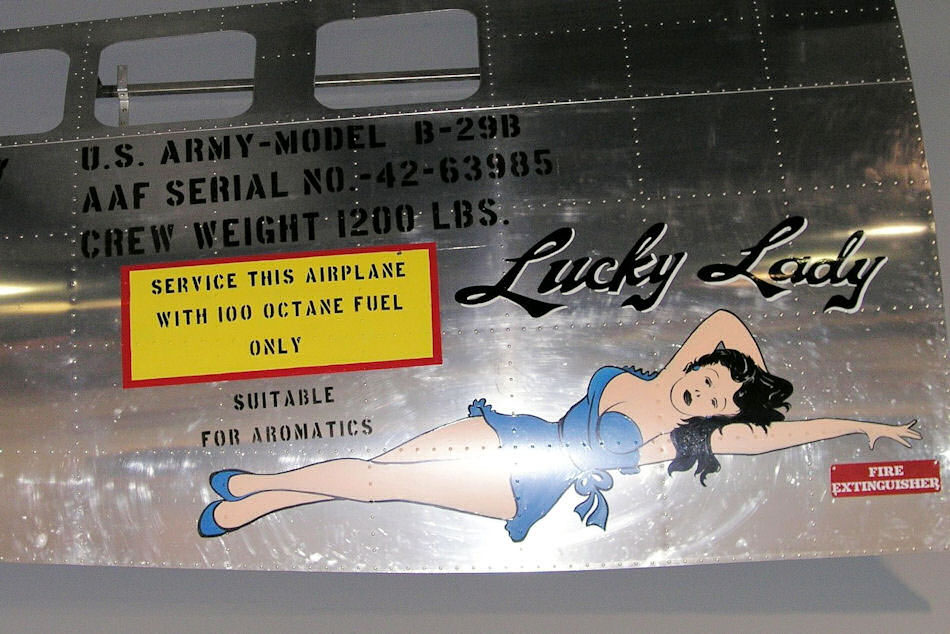 U.S. ARMY-MODEL B-29B
AAF SERIAL NO.-42-63985
CREW WEIGHT 1200 LBS.
SERVICE THIS AIRPLANE
WITH 100 OCTANE FUEL
ONLY
SUITABLE
FOR AROMATICS
Lucky Lady
FIRE
EXTINGUISHER